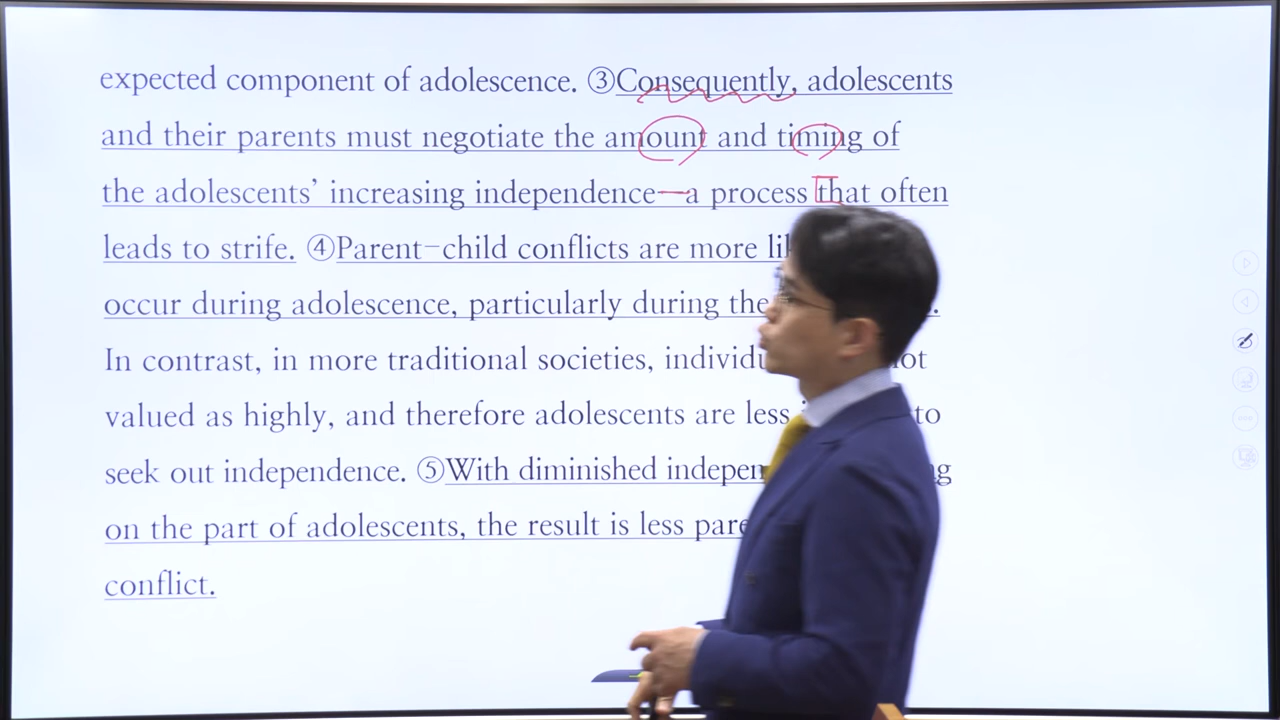 expected component of adolescence. ③Consequently, adolescents
and their parents must negotiate the amount and timing of
the adolescents’ increasing independence—a process that often
leads to strife. ④Parent-child conflicts are more
occur during adolescence, particularly during the
In contrast, in more traditional societies,
valued as highly, and therefore adolescents are less to
seek out independence. ⑤With diminished
on the part of adolescents, the result is less
conflict.